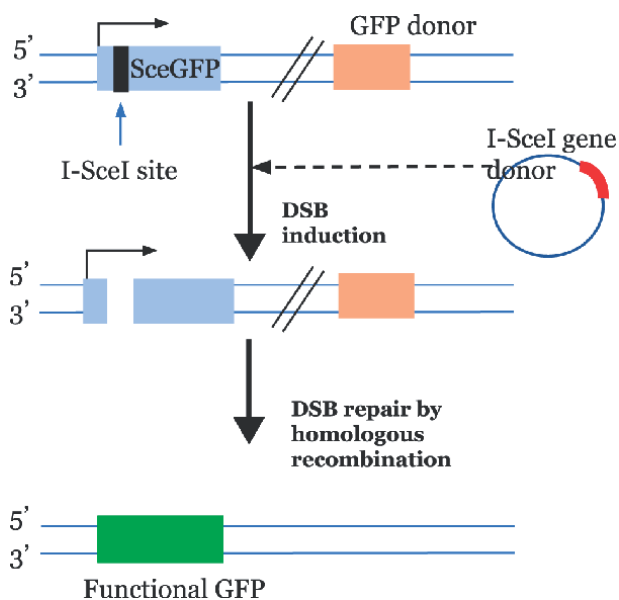 GFP donor
5’
SceGFP
3’
I-SceI site
I-SceI gene
donor
DSB
induction
5’
3’
DSB repair by
homologous
recombination
5’
3’
Functional GFP